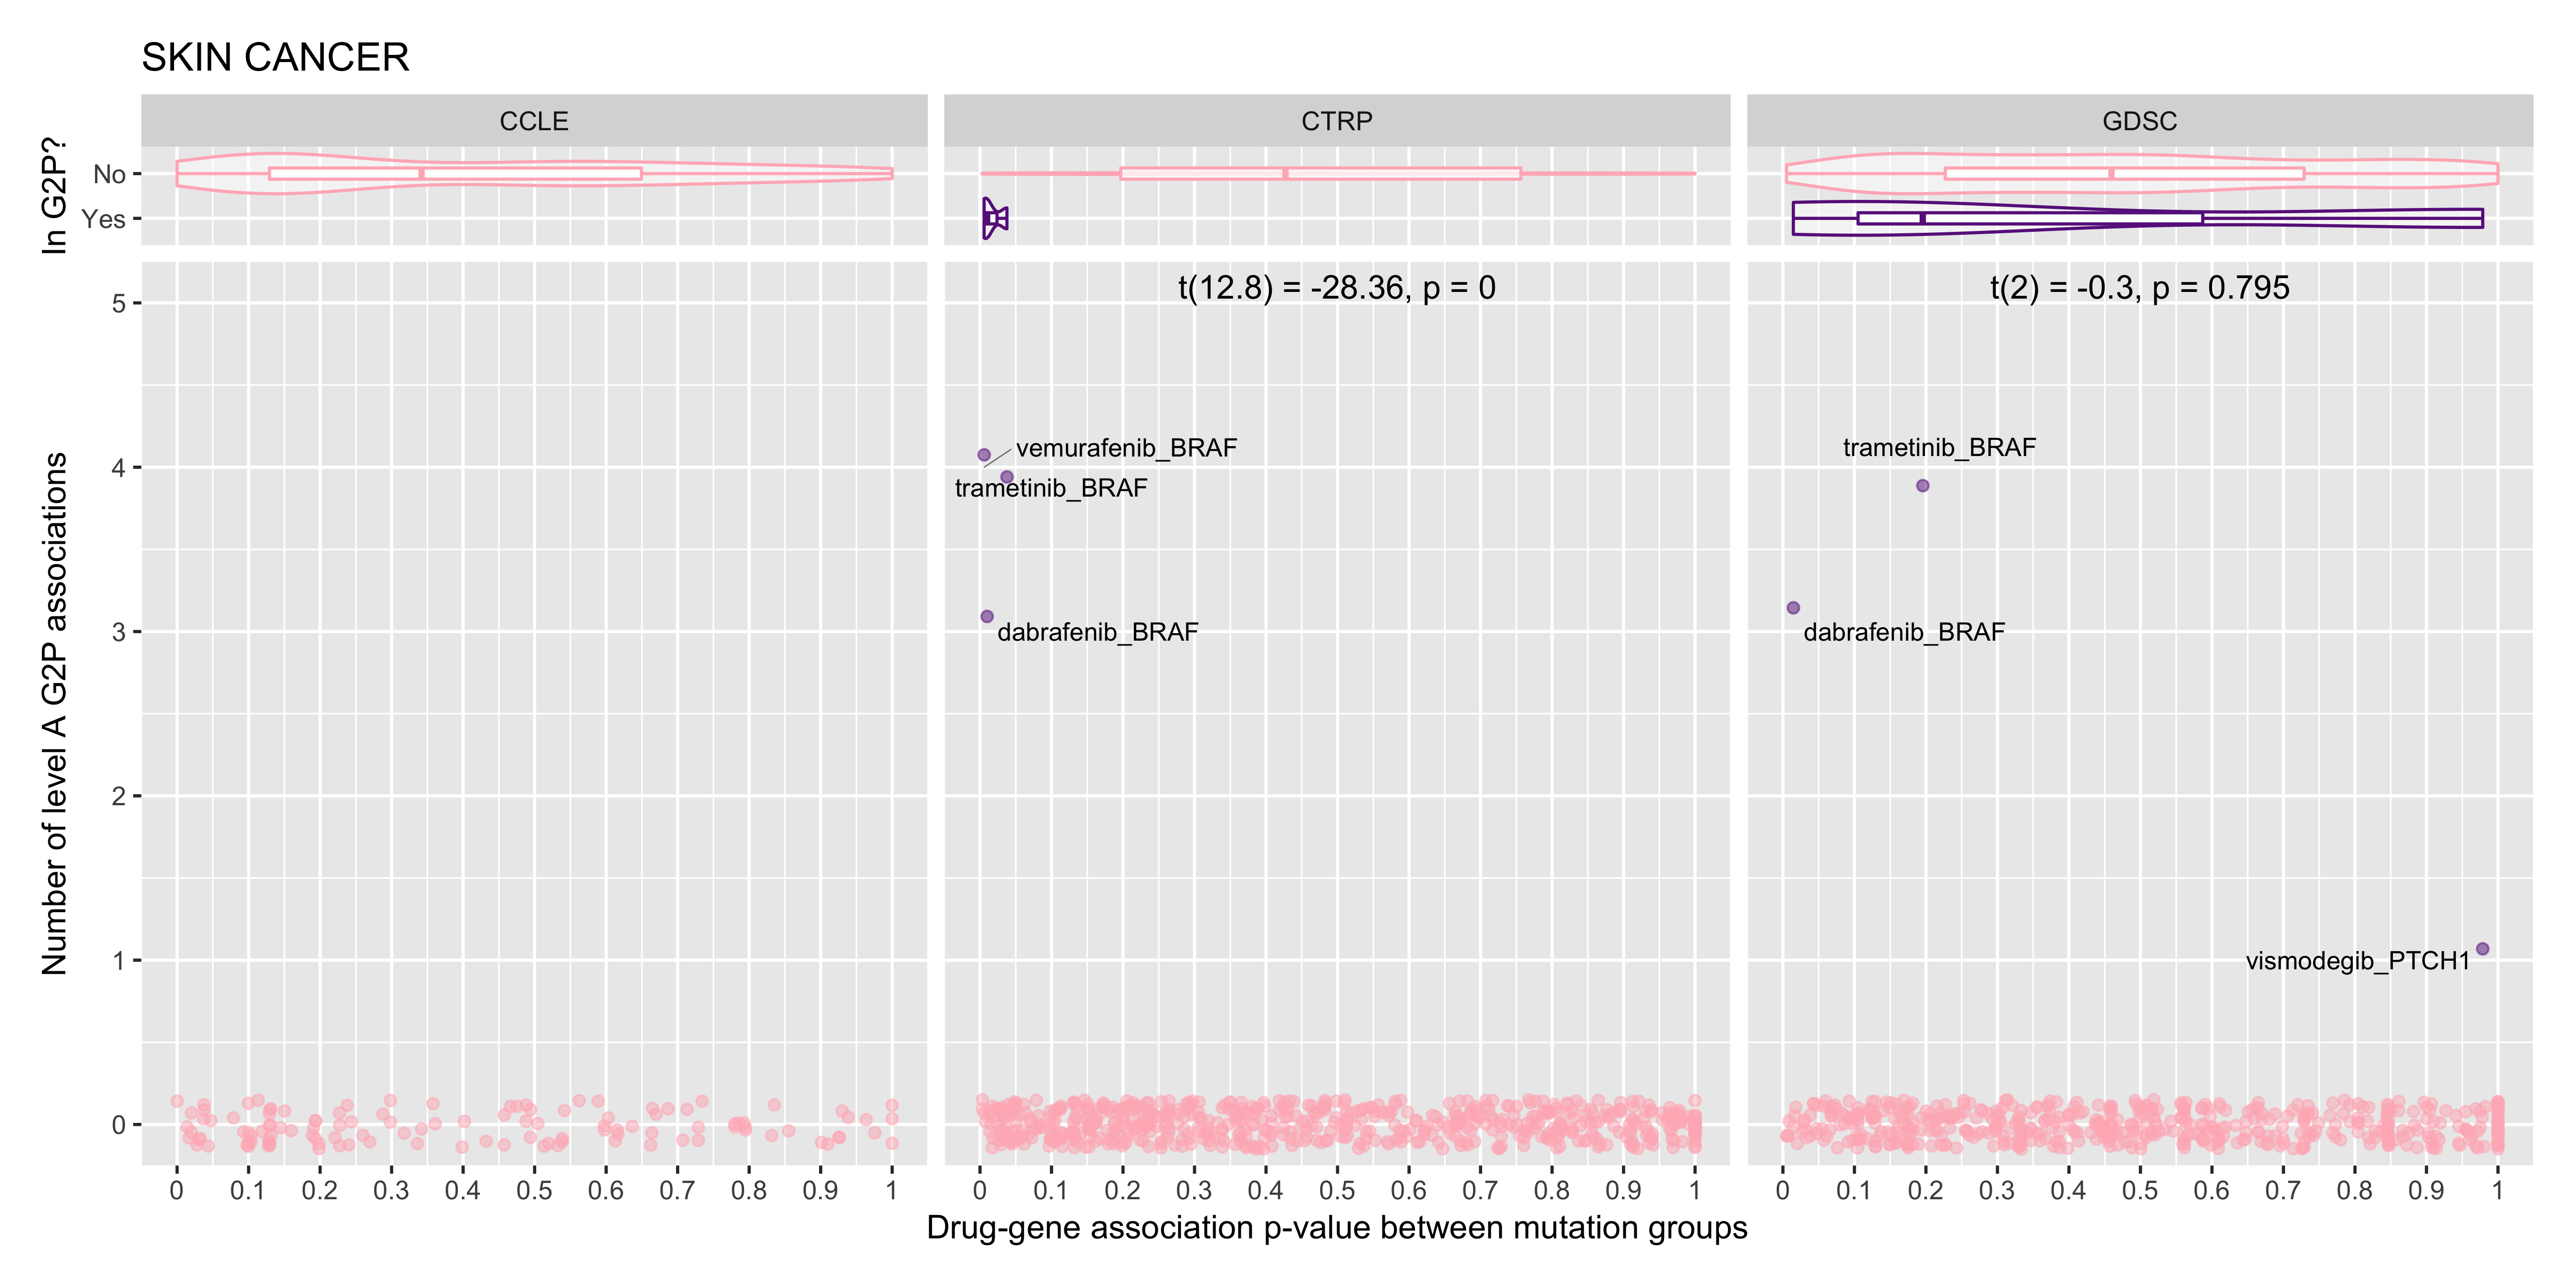 SKIN CANCER
CCLE
CTRP
GDSC
In G2P?
No
Yes
t(12.8) = -28.36, p = 0
t(2) = -0.3, p = 0.795
Number of level A G2P associations
5
4
3
2
1
0
vemurafenib_BRAF
trametinib_BRAF
dabrafenib_BRAF
trametinib_BRAF
dabrafenib_BRAF
vismodegib_PTCH1
0 0.1 0.2 0.3 0.4 0.5 0.6 0.7 0.8 0.9 1
0 0.1 0.2 0.3 0.4 0.5 0.6 0.7 0.8 0.9 1
0 0.1 0.2 0.3 0.4 0.5 0.6 0.7 0.8 0.9 1
Drug-gene association p-value between mutation groups